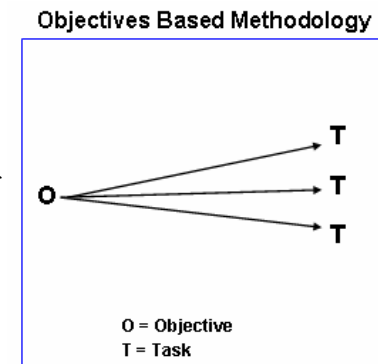 Objectives Based Methodology
T
O
T
T
O = Objective
T = Task